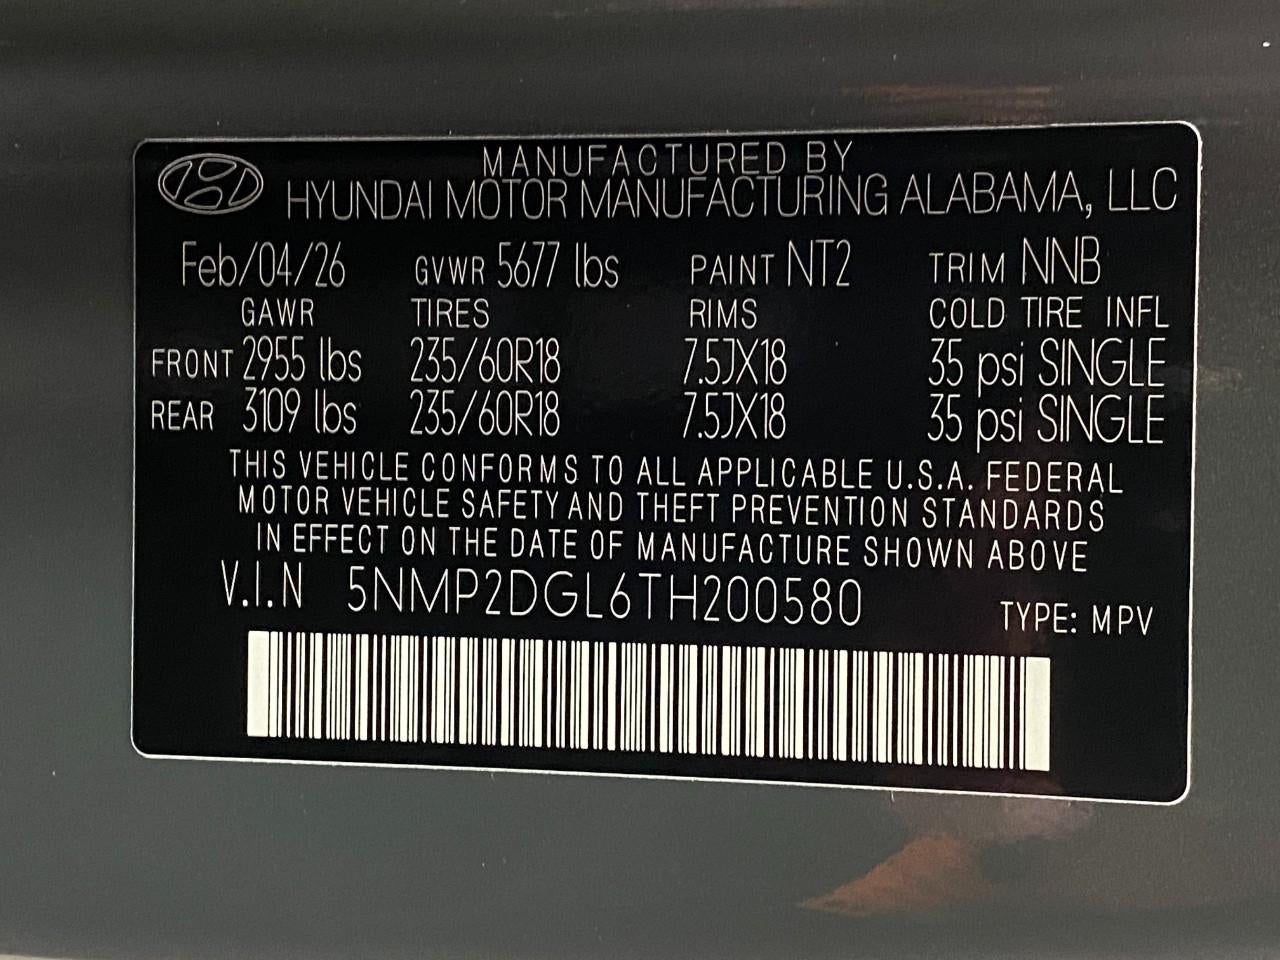 MANUFACTURED BY
HYUNDAI MOTOR MANUFACTURING ALABAMA, LLC
Feb/04/26 GVWR 5677 lbs PAINT NT2 TRIM NNB
GAWR TIRES RIMS COLD TIRE INFL
FRONT 2955 lbs 235/60R18 7.5JX18 35 psi SINGLE
REAR 3109 lbs 235/60R18 7.5JX18 35 psi SINGLE
THIS VEHICLE CONFORMS TO ALL APPLICABLE U.S.A. FEDERAL
MOTOR VEHICLE SAFETY AND THEFT PREVENTION STANDARDS
IN EFFECT ON THE DATE OF MANUFACTURE SHOWN ABOVE
V.I.N 5NMP2DGL6TH200580 TYPE: MPV